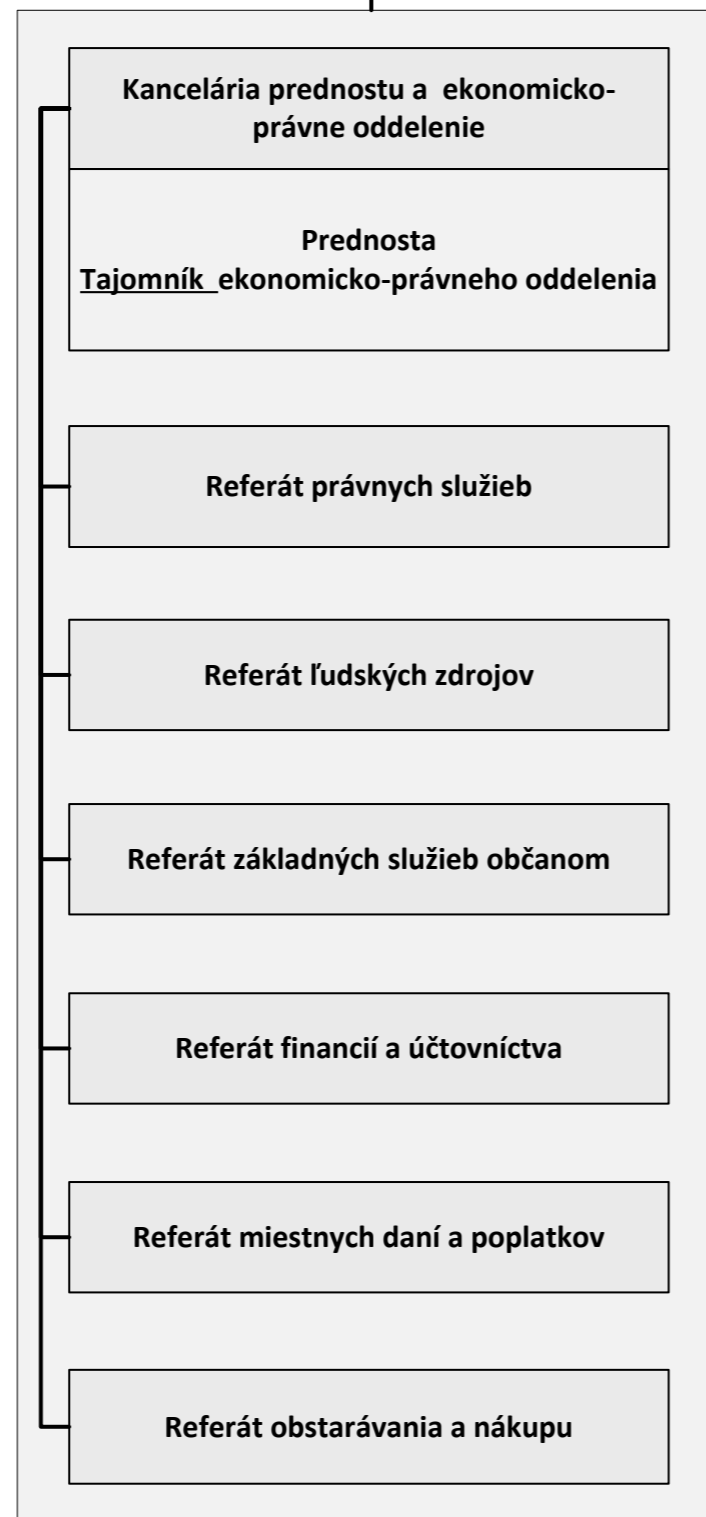 Kancelária prednostu a ekonomicko-
právne oddelenie
Prednosta
Tajomník ekonomicko-právneho oddelenia
Referát právnych služieb
Referát ľudských zdrojov
Referát základných služieb občanom
Referát financií a účtovníctva
Referát miestnych daní a poplatkov
Referát obstarávania a nákupu